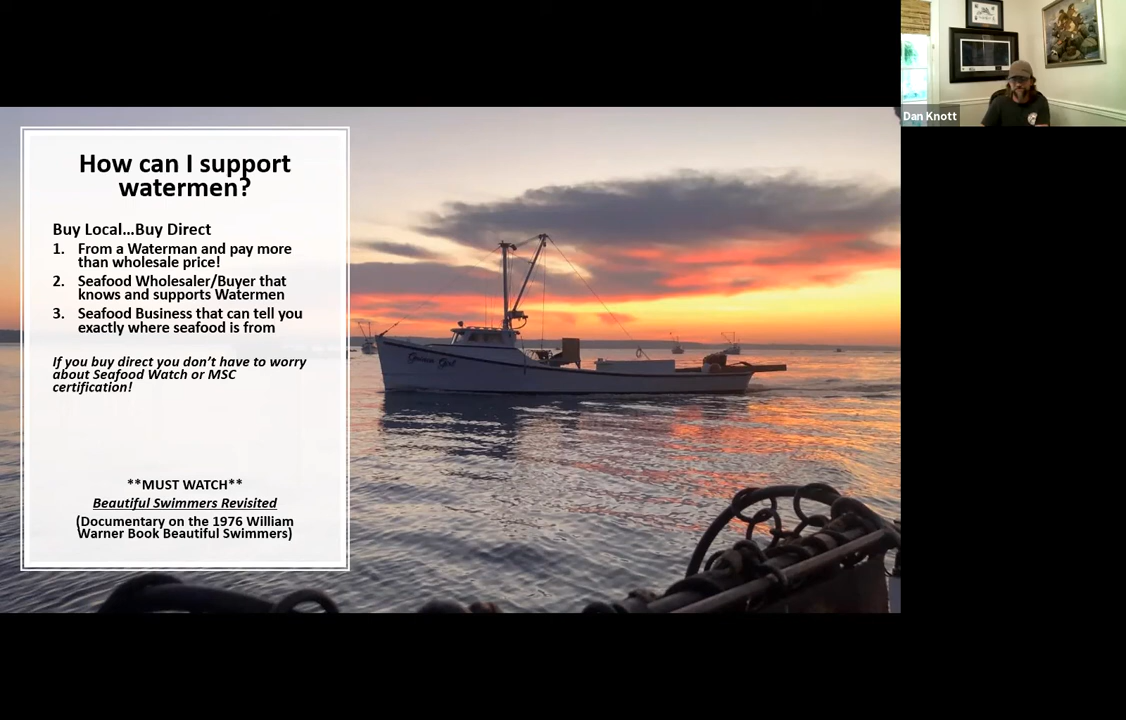 How can I support
watermen?
Buy Local...Buy Direct
1. From a Waterman and pay more
than wholesale price!
2. Seafood Wholesaler/Buyer that
knows and supports Watermen
3. Seafood Business that can tell you
exactly where seafood is from
If you buy direct you don't have to worry
about Seafood Watch or MSC
certification!
**MUST WATCH**
Beautiful Swimmers Revisited
(Documentary on the 1976 William
Warner Book Beautiful Swimmers)
Dan Knott